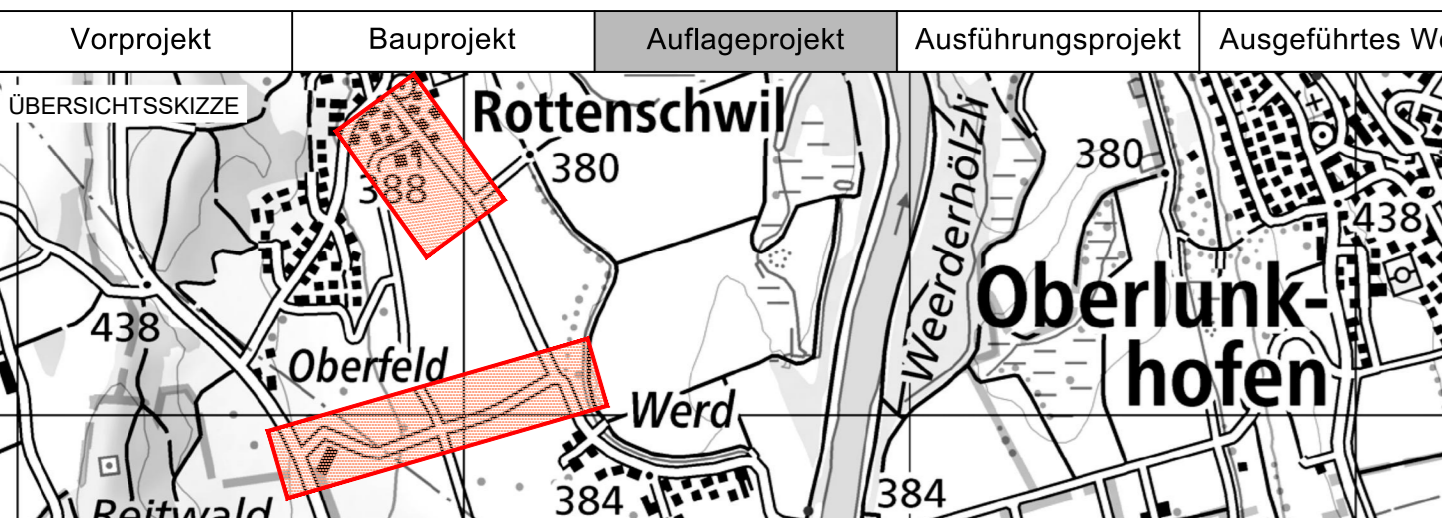 Vorprojekt
Bauprojekt
Auflageprojekt
Ausführungsprojekt
Ausgeführtes We
ÜBERSICHTSSKIZZE
Rottenschwil
380
388
Weerderhölzli
380
438
438
Oberlunk-
hofen
Oberfeld
Werd
384
384
Reitwald